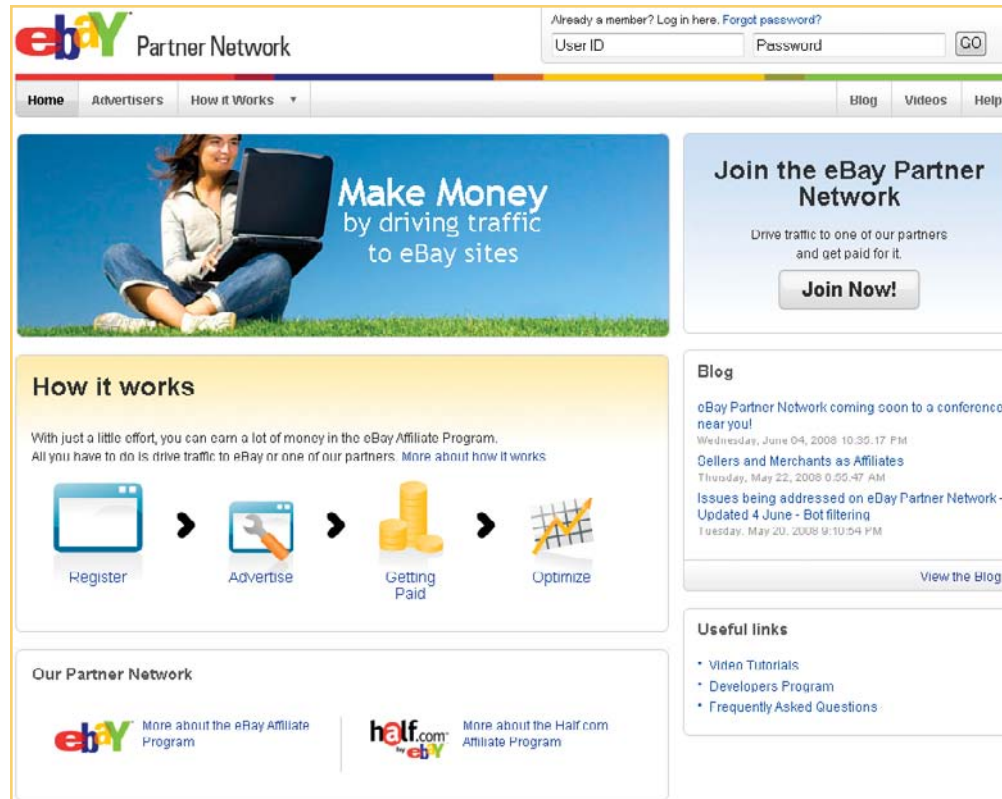 ebay Partner Network
Already a member? Log in here. Forgot password?
User ID
Password
GO
Home
Advertisers
How it Works
Blog
Videos
Help
Make Money
by driving traffic
to eBay sites
Join the eBay Partner
Network
Drive traffic to one of our partners
and get paid for it.
Join Now!
How it works
With just a little effort, you can earn a lot of money in the eBay Affiliate Program.
All you have to do is drive traffic to eBay or one of our partners. More about how it works
Register
Advertise
Getting
Paid
Optimize
Blog
eBay Partner Network coming soon to a conference
near you!
Wednesday, June 04, 2008 10:35:17 PM
Sellers and Merchants as Affiliates
Thursday, May 22, 2008 AM
Issues being addressed on eBay Partner Network -
Updated 4 June - Bot filtering
Tuesday, May 20, 2008 9:10:54 PM
View the Blog
Our Partner Network
ebay
More about the eBay Affiliate
Program
half.com
by ebay
More about the Half.com
Affiliate Program
Useful links
• Video Tutorials
• Developers Program
• Frequently Asked Questions